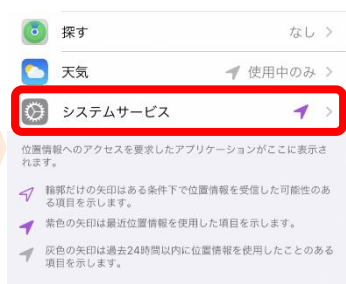 探す なし
天気 使用中のみ
システムサービス
位置情報へのアクセスを要求したアプリケーションがここに表示さ
れます。
輪郭だけの矢印はある条件下で位置情報を受信した可能性のあ
る項目を示します。
紫色の矢印は最近位置情報を使用した項目を示します。
灰色の矢印は過去24時間以内に位置情報を使用したことのある
項目を示します。